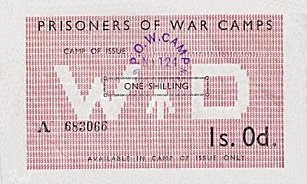 PRISONERS OF WAR CAMPS
CAMP OF ISSUE
P.O.W. CAMP
124
ONE SHILLING
W D
A 683066
1s. 0d.
AVAILABLE IN CAMP OF ISSUE ONLY